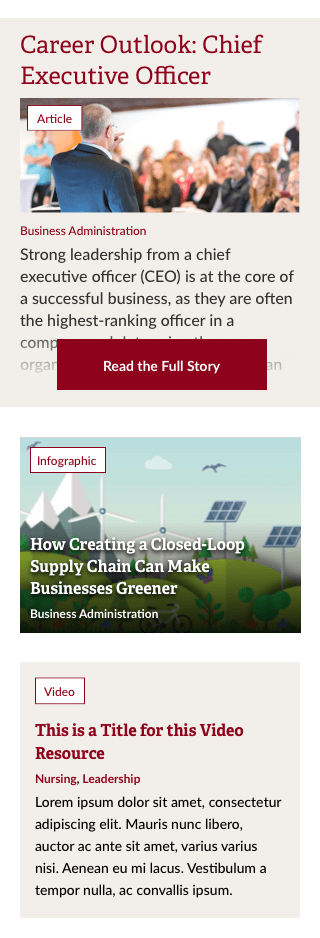 Career Outlook: Chief
Executive Officer
Article
Business Administration
Strong leadership from a chief
executive officer (CEO) is at the core of
a successful business, as they are often
the highest-ranking officer in a
Read the Full Story
an
Infographic
How Creating a Closed-Loop
Supply Chain Can Make
Businesses Greener
Business Administration
Video
This is a Title for this Video
Resource
Nursing, Leadership
Lorem ipsum dolor sit amet, consectetur
adipiscing elit. Mauris nunc libero,
auctor ac ante sit amet, varius varius
nisi. Aenean eu mi lacus. Vestibulum a
tempor nulla, ac convallis ipsum.